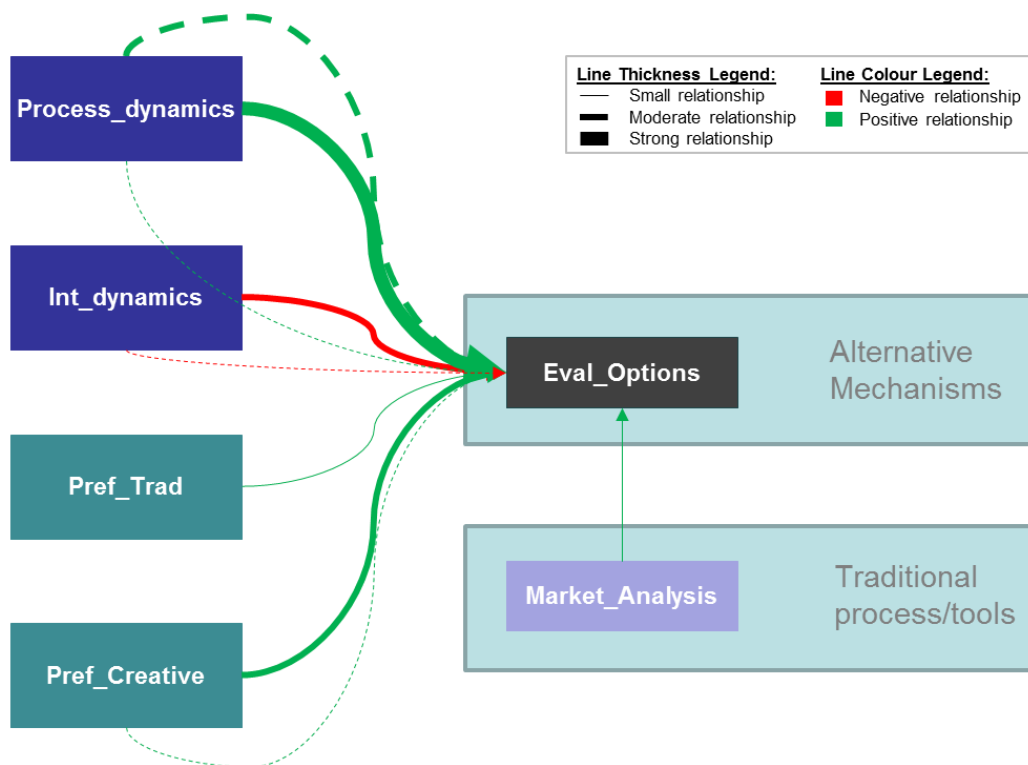 Process_dynamics
Line Thickness Legend:
Small relationship
Moderate relationship
Strong relationship
Line Colour Legend:
Negative relationship
Positive relationship
Int_dynamics
Eval_Options
Alternative
Mechanisms
Pref_Trad
Market_Analysis
Traditional
process/tools
Pref_Creative